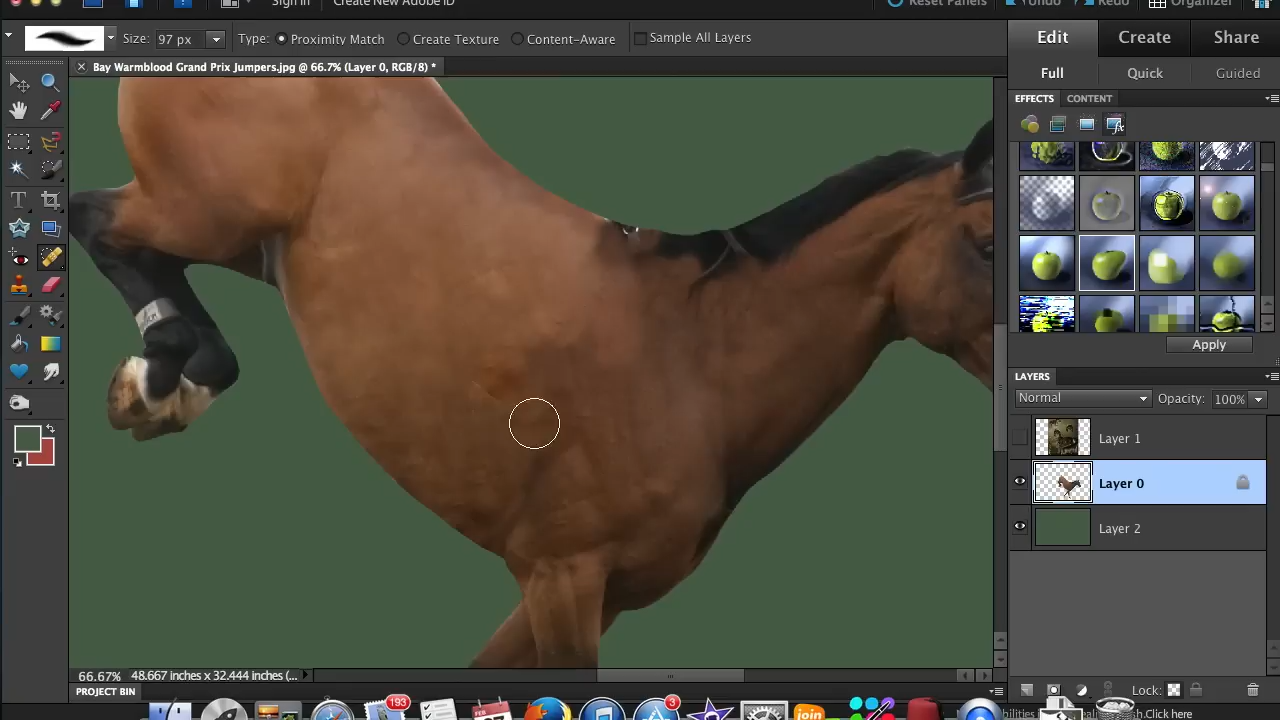 Sign In
Create New Adobe ID
Reset Panels
Undo
Redo
Organizer
Size: 97 px
Type:
Proximity Match
Create Texture
Content-Aware
Sample All Layers
Edit
Create
Share
Bay Warmblood Grand Prix Jumpers.jpg @ 66.7% (Layer 0, RGB/8) *
Full
Quick
Guided
EFFECTS
CONTENT
Apply
LAYERS
Normal
Opacity: 100%
Layer 1
Layer 0
Layer 2
66.67%
48.667 inches x 32.444 inches (...
PROJECT BIN
Lock:
193
3
FEB
join
Click here